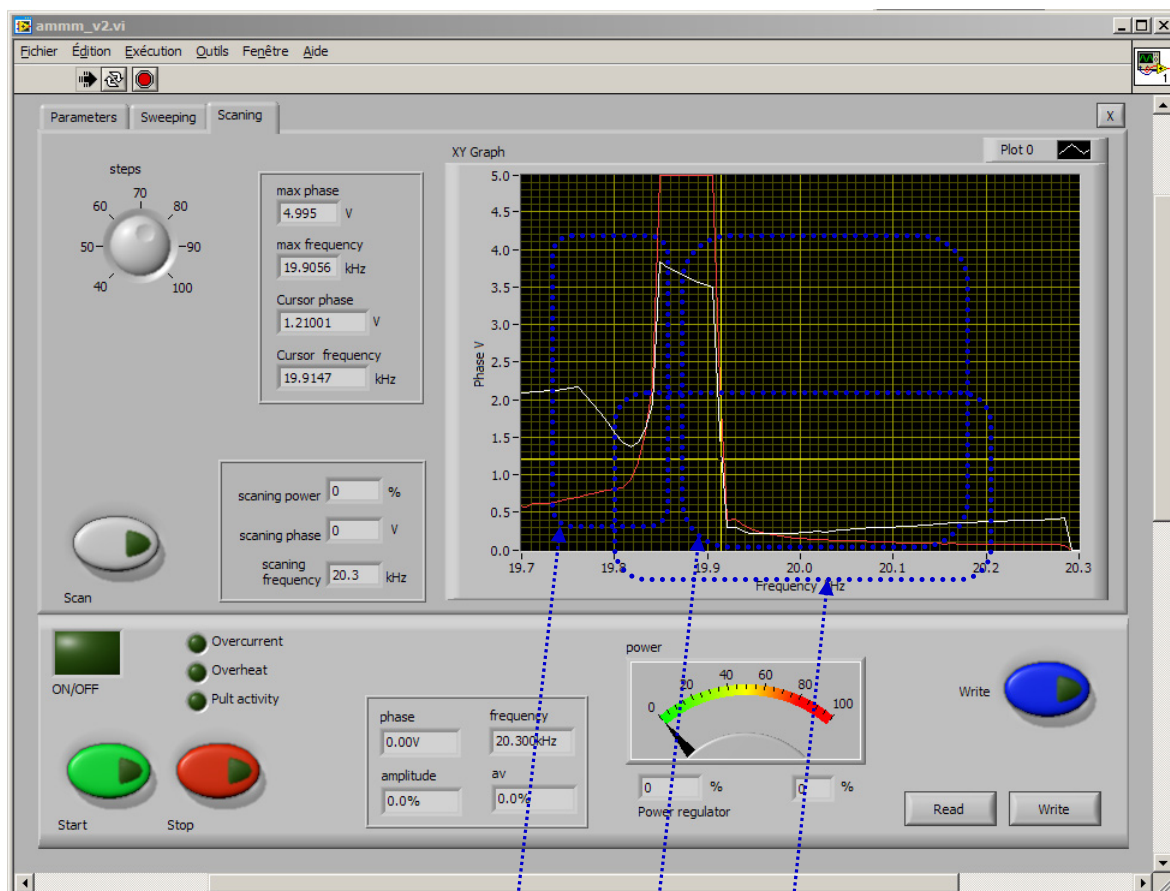 ammm_v2.vi
Fichier Édition Exécution Outils Fenêtre Aide
1
Parameters Sweeping Scaning X
XY Graph Plot 0
steps
40 50 60 70 80 90 100
max phase
4.995 V
max frequency
19.9056 kHz
Cursor phase
1.21001 V
Cursor frequency
19.9147 kHz
5.0
4.5
4.0
3.5
3.0
2.5
2.0
1.5
1.0
0.5
0.0
Phase V
19.7 19.8 19.9 20.0 20.1 20.2 20.3
Frequency Hz
scaning power 0 %
scaning phase 0 V
scaning frequency 20.3 kHz
Scan
ON/OFF
Overcurrent
Overheat
Pult activity
Start Stop
phase frequency
0.00V 20.300kHz
amplitude av
0.0% 0.0%
power
0 20 40 60 80 100
0 % 0 %
Power regulator
Write
Read Write